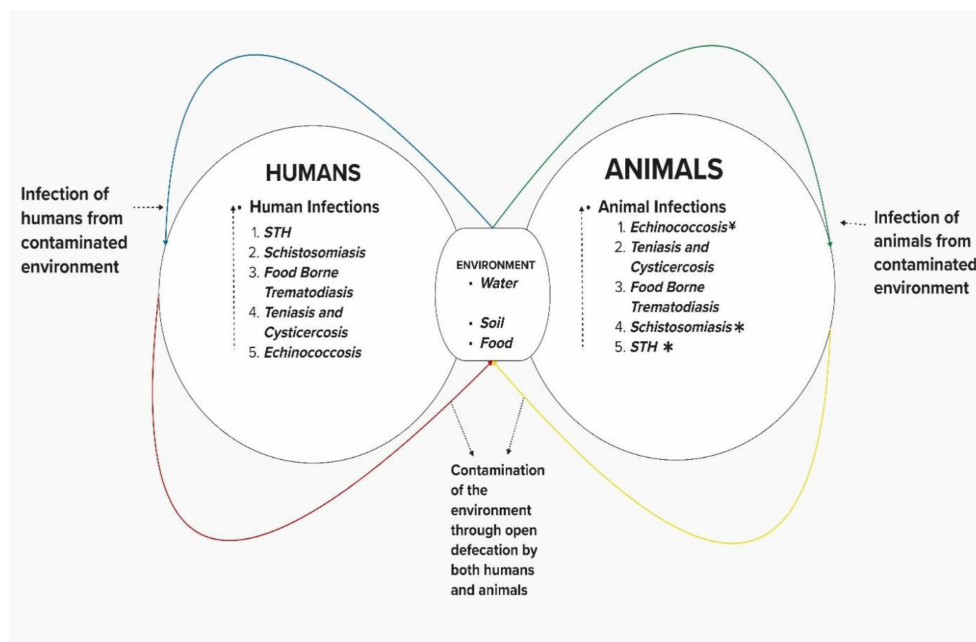 HUMANS
• Human Infections
1. STH
2. Schistosomiasis
3. Food Borne
Trematodiasis
4. Teniasis and
Cysticercosis
5. Echinococcosis
Infection of
humans from
contaminated
environment
ENVIRONMENT
• Water
• Soil
• Food
ANIMALS
• Animal Infections
1. Echinococcosis¥
2. Teniasis and
Cysticercosis
3. Food Borne
Trematodiasis
4. Schistosomiasis*
5. STH *
Infection of
animals from
contaminated
environment
Contamination
of the
environment
through open
defecation by
both humans
and animals